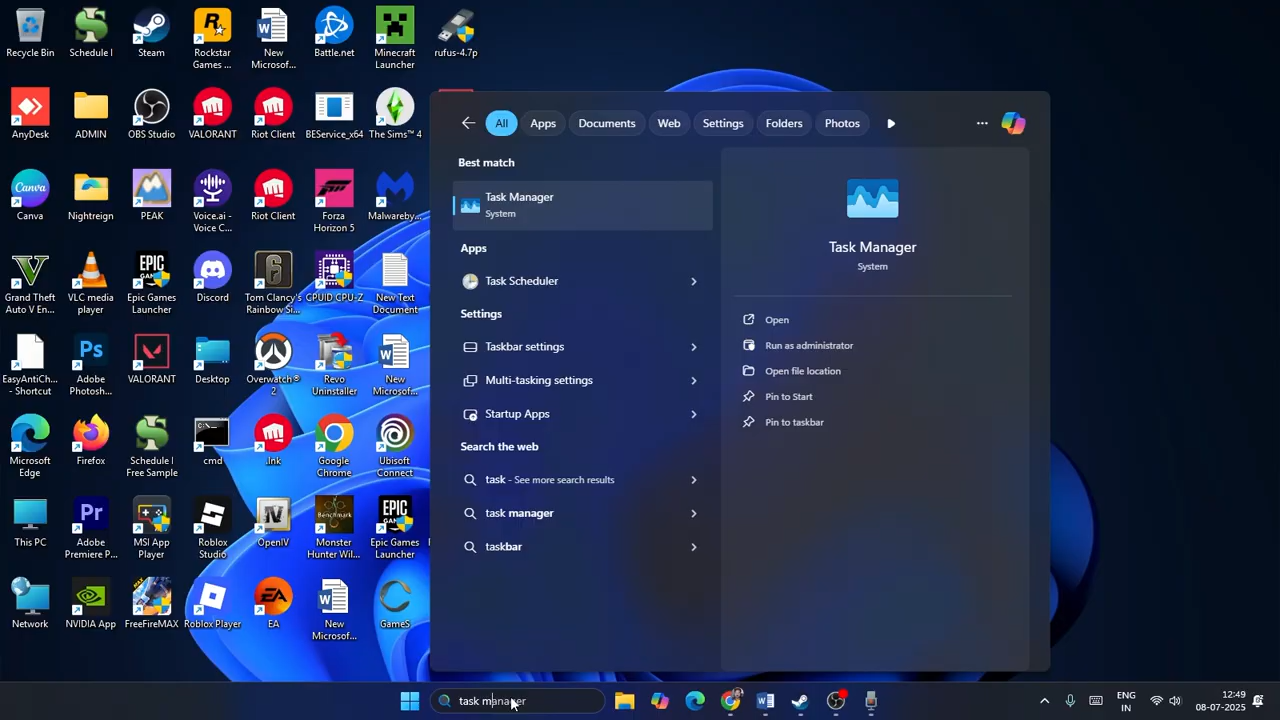 Recycle Bin
Schedule I
Steam
Rockstar
Games ...
New
Microsof...
Battle.net
Minecraft
Launcher
rufus-4.7p
AnyDesk
ADMIN
OBS Studio
VALORANT
Riot Client
BEService_x64
The Sims™ 4
Canva
Nightreign
PEAK
Voice.ai -
Voice C...
Riot Client
Forza
Horizon 5
Malwareby...
Grand Theft
Auto V En...
VLC media
player
Epic Games
Launcher
Discord
Tom Clancy's
Rainbow Si...
CPUID CPU-Z
New Text
Document
EasyAntiCh...
- Shortcut
Adobe
Photosh...
VALORANT
Desktop
Overwatch®
2
Revo
Uninstaller
New
Microsof...
Microsoft
Edge
Firefox
Schedule I
Free Sample
cmd
.lnk
Google
Chrome
Ubisoft
Connect
This PC
Adobe
Premiere P...
MSI App
Player
Roblox
Studio
OpenIV
Monster
Hunter Wil...
Epic Games
Launcher
Network
NVIDIA App
FreeFireMAX
Roblox Player
EA
New
Microsof...
GameS
All
Apps
Documents
Web
Settings
Folders
Photos
Best match
Task Manager
System
Apps
Task Scheduler
Settings
Taskbar settings
Multi-tasking settings
Startup Apps
Search the web
task - See more search results
task manager
taskbar
Task Manager
System
Open
Run as administrator
Open file location
Pin to Start
Pin to taskbar
task manager
ENG
IN
12:49
08-07-2025